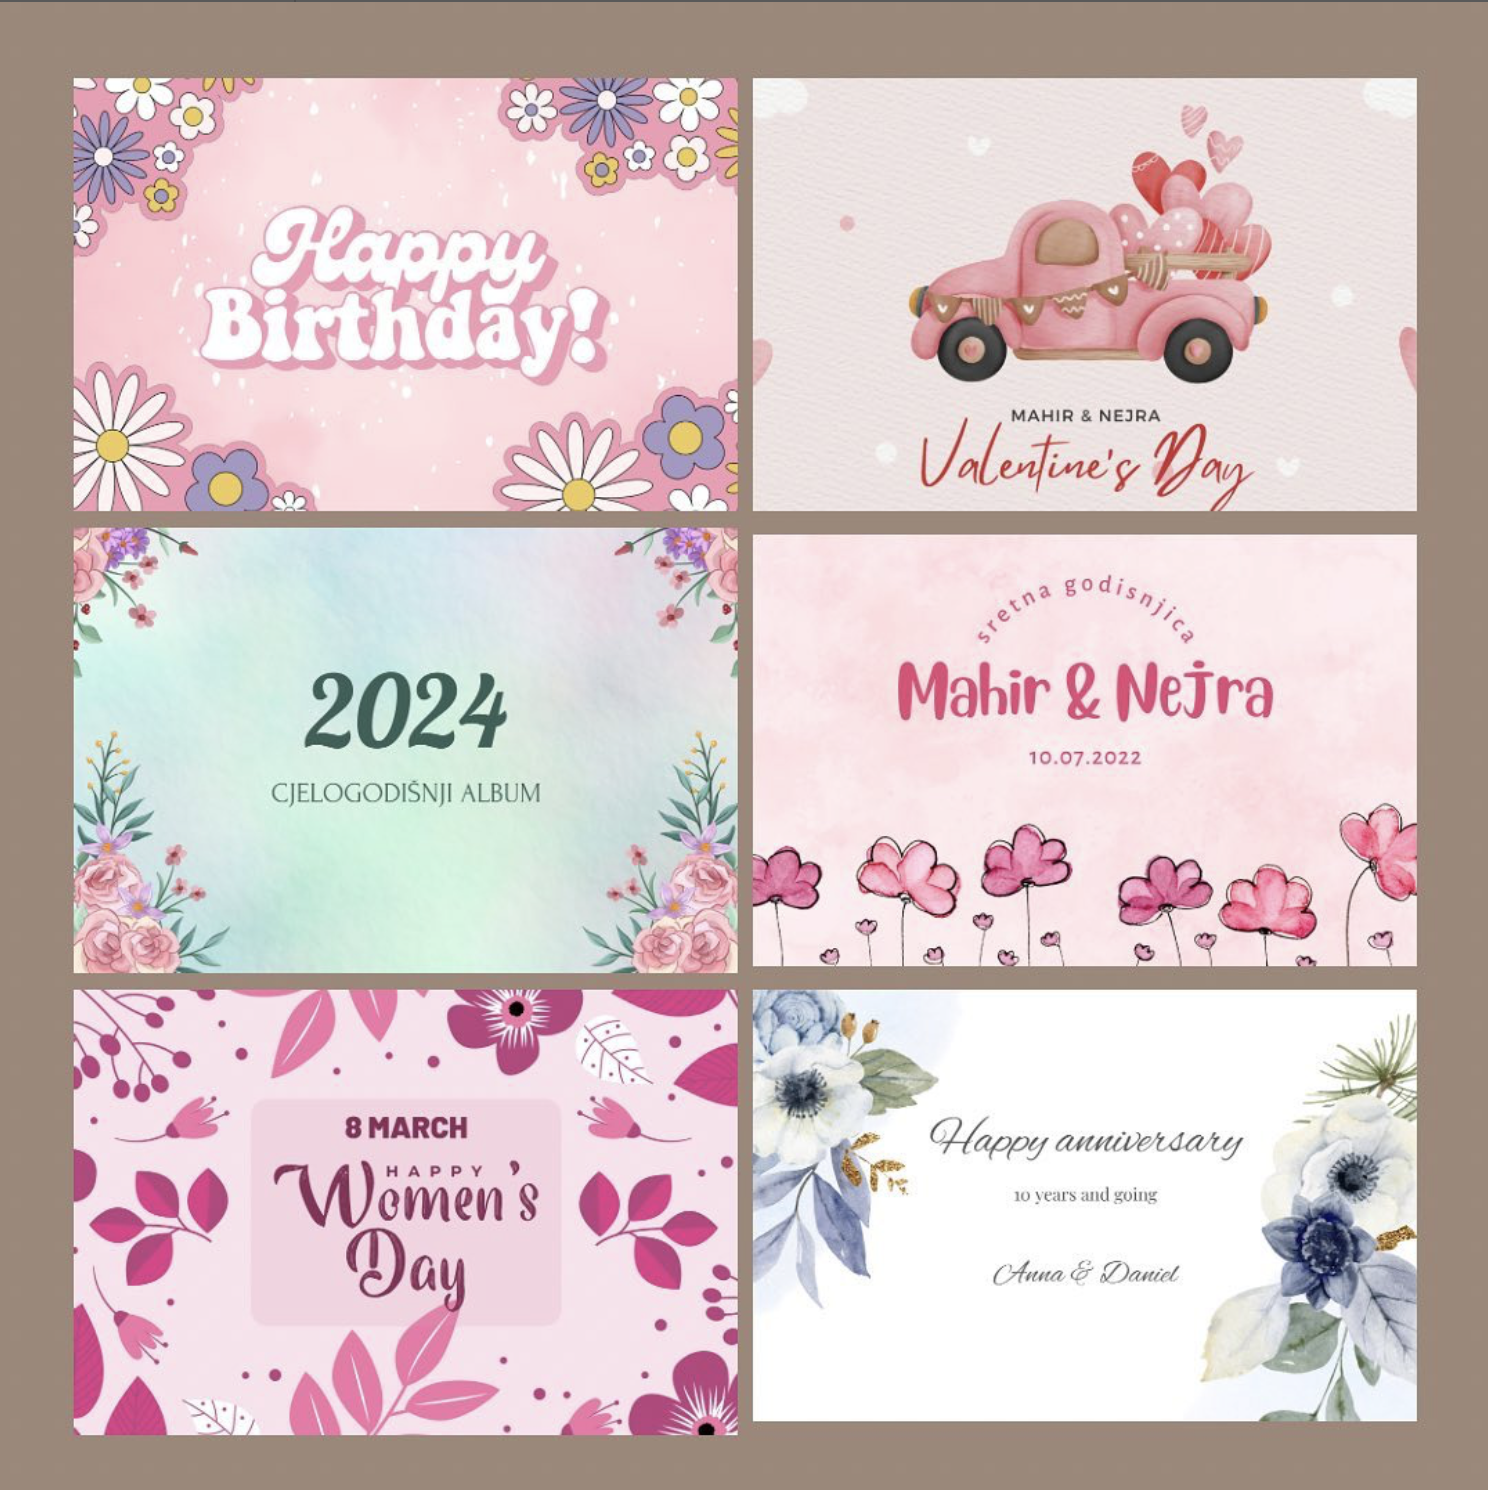 Happy
Birthday!
MAHIR & NEJRA
Valentine's Day
2024
CJELOGODIŠNJI ALBUM
sretna godisnjica
Mahir & Nejra
10.07.2022
8 MARCH
HAPPY
Women's
Day
Happy anniversary
10 years and going
Anna & Daniel